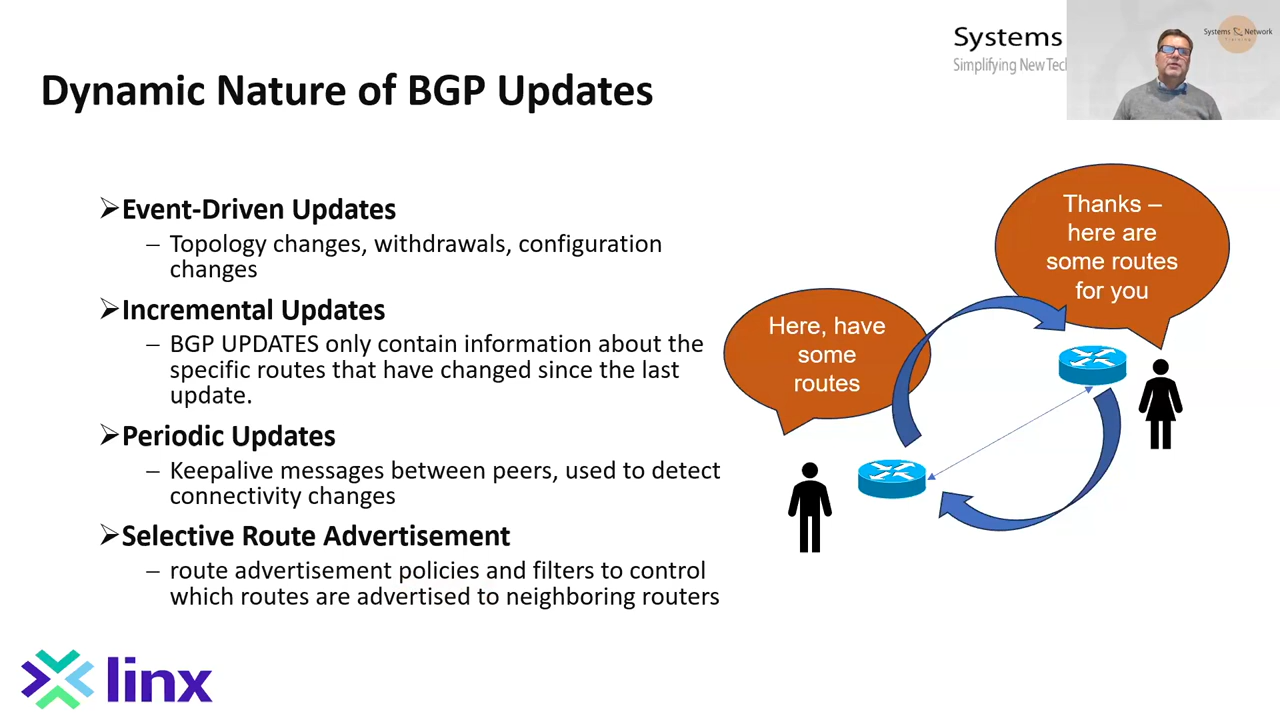 Systems
Simplifying New Tec
Systems Network
Training
Dynamic Nature of BGP Updates
➢Event-Driven Updates
– Topology changes, withdrawals, configuration
changes
➢Incremental Updates
– BGP UPDATES only contain information about the
specific routes that have changed since the last
update.
➢Periodic Updates
– Keepalive messages between peers, used to detect
connectivity changes
➢Selective Route Advertisement
– route advertisement policies and filters to control
which routes are advertised to neighboring routers
Here, have
some
routes
Thanks –
here are
some routes
for you
linx